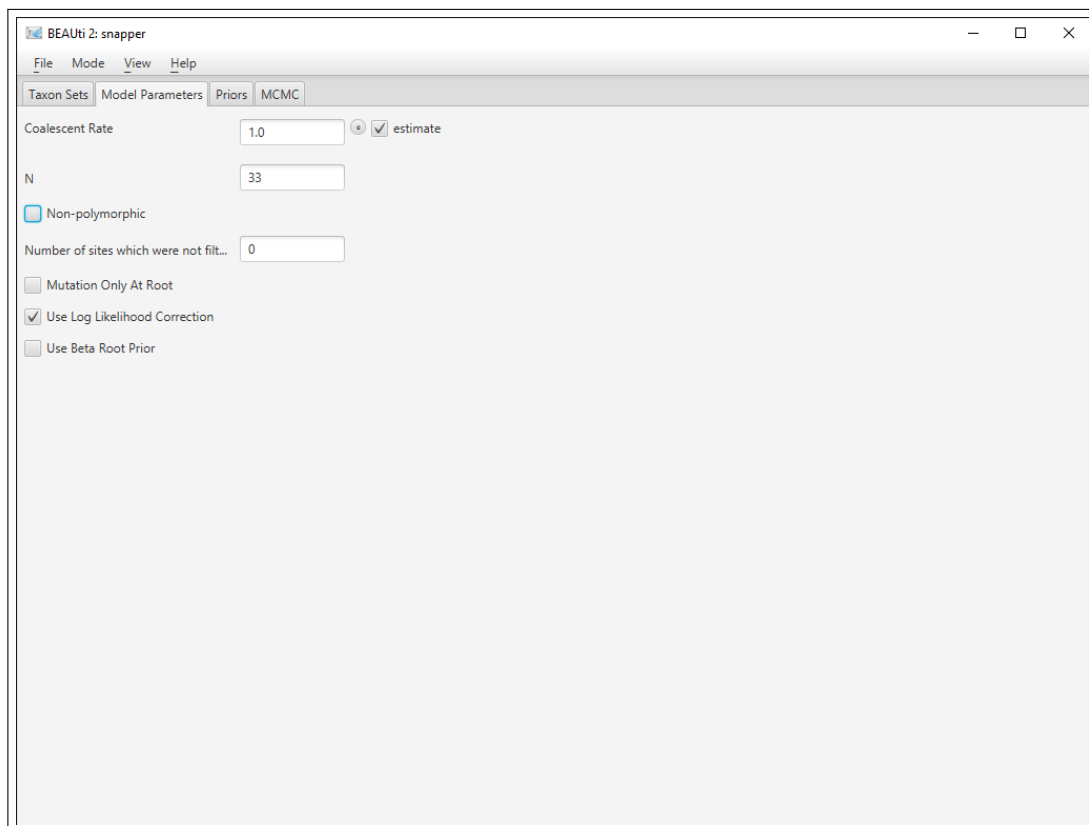 BEAUti 2: snapper
File Mode View Help
Taxon Sets Model Parameters Priors MCMC
Coalescent Rate 1.0 estimate
N 33
Non-polymorphic
Number of sites which were not filt... 0
Mutation Only At Root
Use Log Likelihood Correction
Use Beta Root Prior